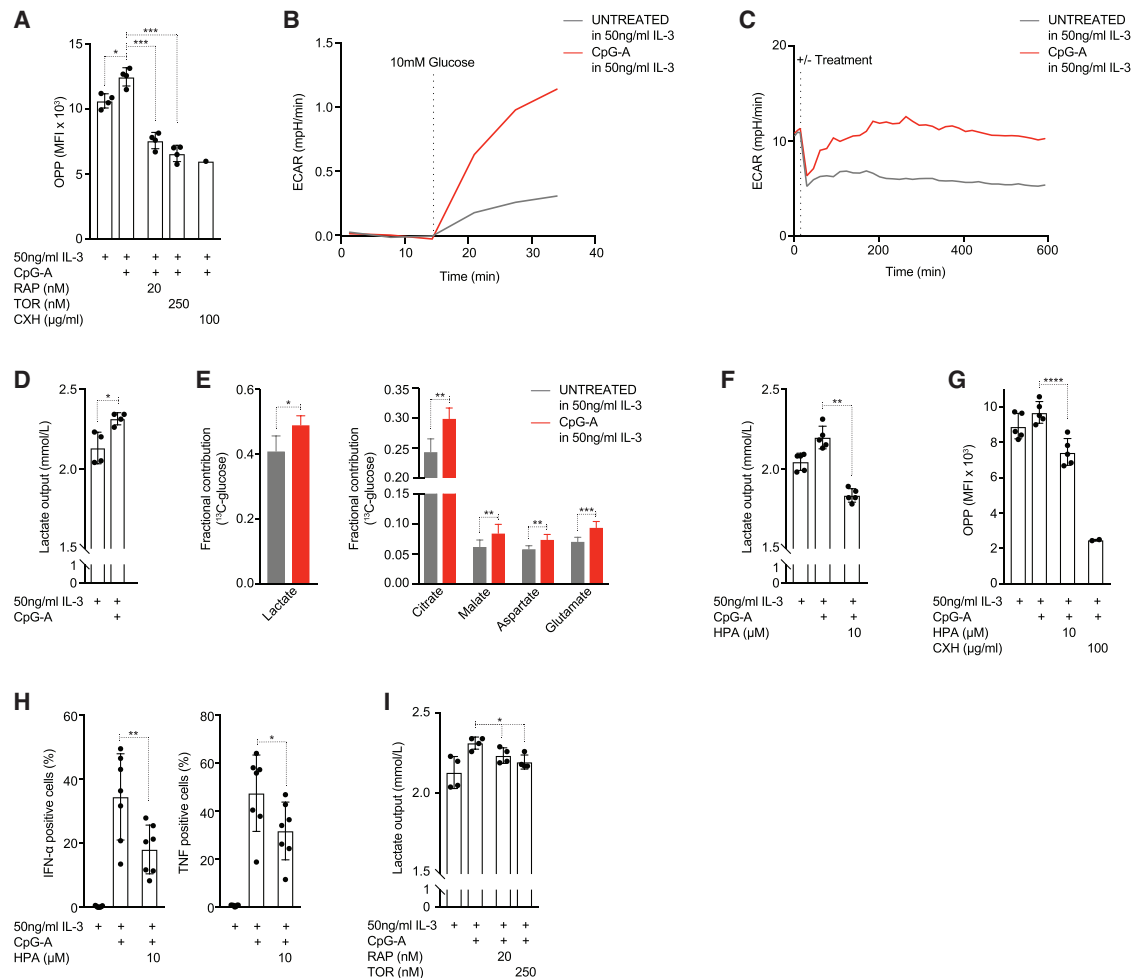 A
OPP (MFI x 10³)
15
10
5
0
*
***
***
50ng/ml IL-3 + + + + +
CpG-A + + + +
RAP (nM) 20
TOR (nM) 250
CXH (µg/ml) 100
B
UNTREATED
in 50ng/ml IL-3
CpG-A
in 50ng/ml IL-3
10mM Glucose
ECAR (mpH/min)
1.5
1.0
0.5
0.0
0 10 20 30 40
Time (min)
C
UNTREATED
in 50ng/ml IL-3
CpG-A
in 50ng/ml IL-3
+/- Treatment
ECAR (mpH/min)
20
15
10
5
0
0 200 400 600
Time (min)
D
Lactate output (mmol/L)
2.5
2.0
1.5
1
0
*
50ng/ml IL-3 + +
CpG-A +
E
Fractional contribution
(¹³C-glucose)
0.6
0.4
0.2
0.0
*
Lactate
Fractional contribution
(¹³C-glucose)
0.35
0.30
0.25
0.20
0.15
0.10
0.05
0.00
**
**
**
***
Citrate
Malate
Aspartate
Glutamate
UNTREATED
in 50ng/ml IL-3
CpG-A
in 50ng/ml IL-3
F
Lactate output (mmol/L)
2.5
2.0
1.5
1
0
**
50ng/ml IL-3 + + +
CpG-A + +
HPA (µM) 10
G
OPP (MFI x 10³)
10
8
6
4
2
0
****
50ng/ml IL-3 + + + +
CpG-A + + +
HPA (µM) 10
CXH (µg/ml) 100
H
IFN-α positive cells (%)
60
40
20
0
**
TNF positive cells (%)
80
60
40
20
0
*
50ng/ml IL-3 + + + + + +
CpG-A + + + +
HPA (µM) 10 10
I
Lactate output (mmol/L)
2.5
2.0
1.5
1
0
*
50ng/ml IL-3 + + + +
CpG-A + + +
RAP (nM) 20
TOR (nM) 250